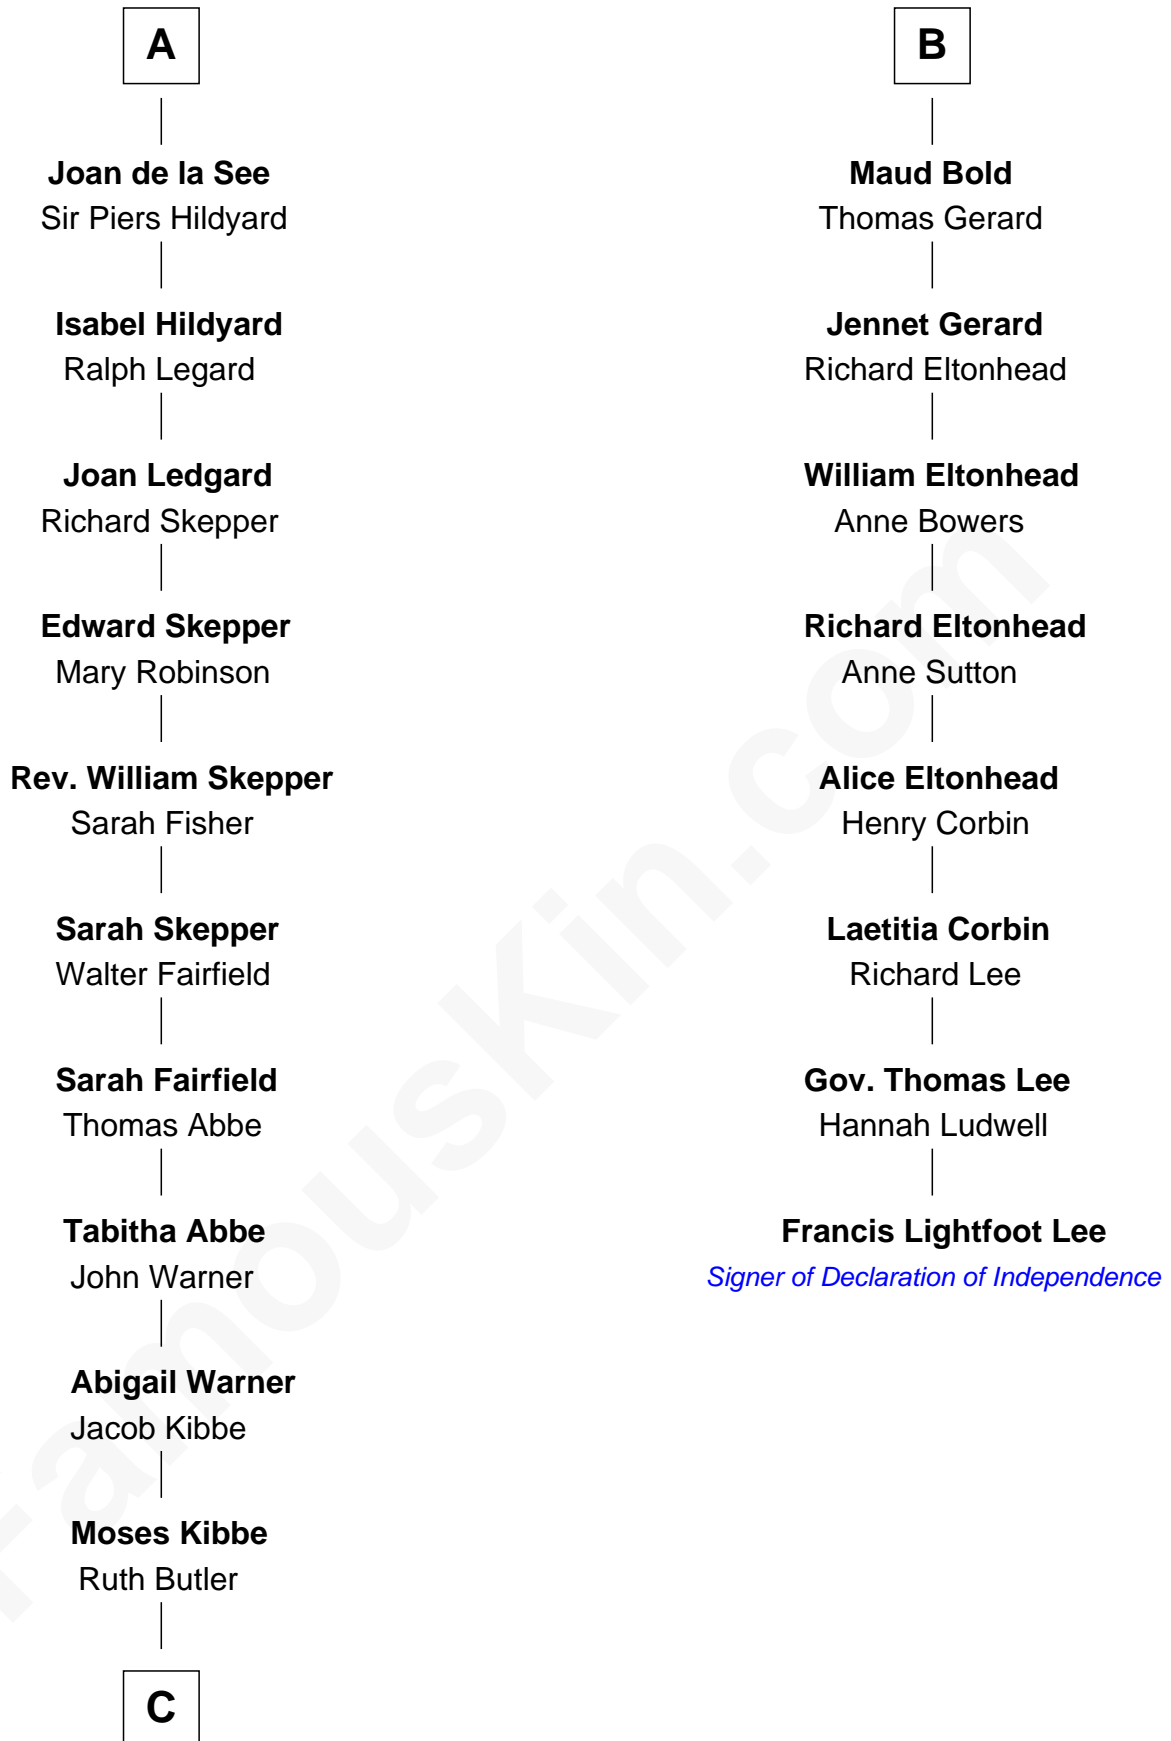 A
Joan de la See
Sir Piers Hildyard
Isabel Hildyard
Ralph Legard
Joan Ledgard
Richard Skepper
Edward Skepper
Mary Robinson
Rev. William Skepper
Sarah Fisher
Sarah Skepper
Walter Fairfield
Sarah Fairfield
Thomas Abbe
Tabitha Abbe
John Warner
Abigail Warner
Jacob Kibbe
Moses Kibbe
Ruth Butler
C
B
Maud Bold
Thomas Gerard
Jennet Gerard
Richard Eltonhead
William Eltonhead
Anne Bowers
Richard Eltonhead
Anne Sutton
Alice Eltonhead
Henry Corbin
Laetitia Corbin
Richard Lee
Gov. Thomas Lee
Hannah Ludwell
Francis Lightfoot Lee
Signer of Declaration of Independence
FamousKin.com